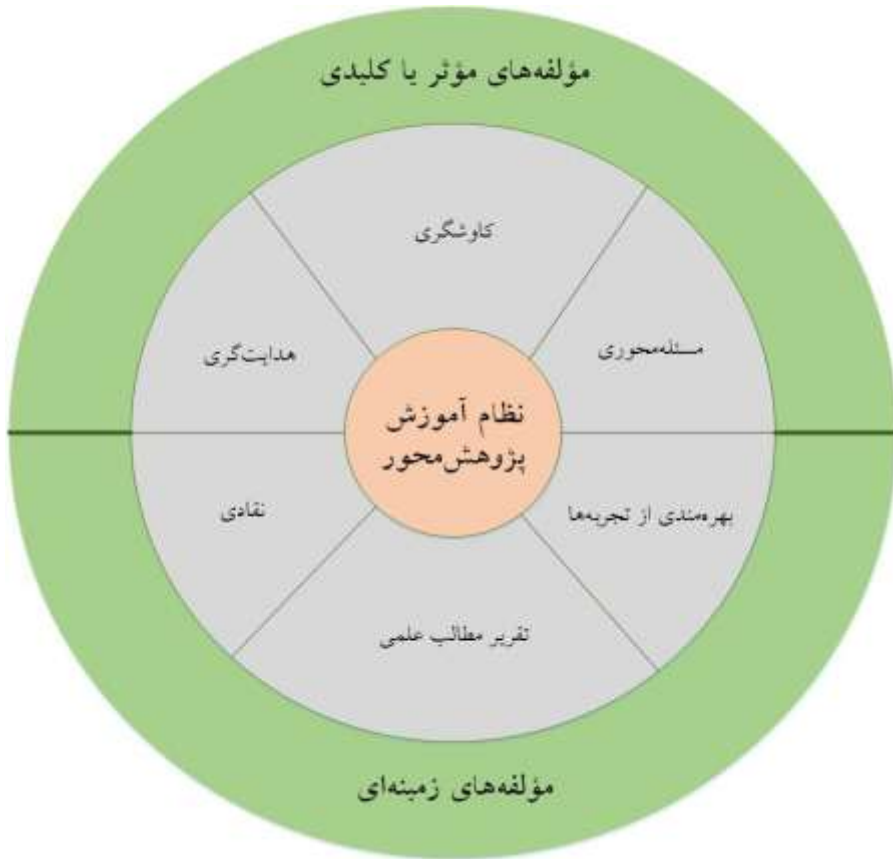 مؤلفه‌های مؤثر یا کلیدی
کاوشگری
مسئله‌محوری
هدایت‌گری
نظام آموزش
پژوهش‌محور
بهره‌مندی از تجربه‌ها
نقادی
تقریر مطالب علمی
مؤلفه‌های زمینه‌ای